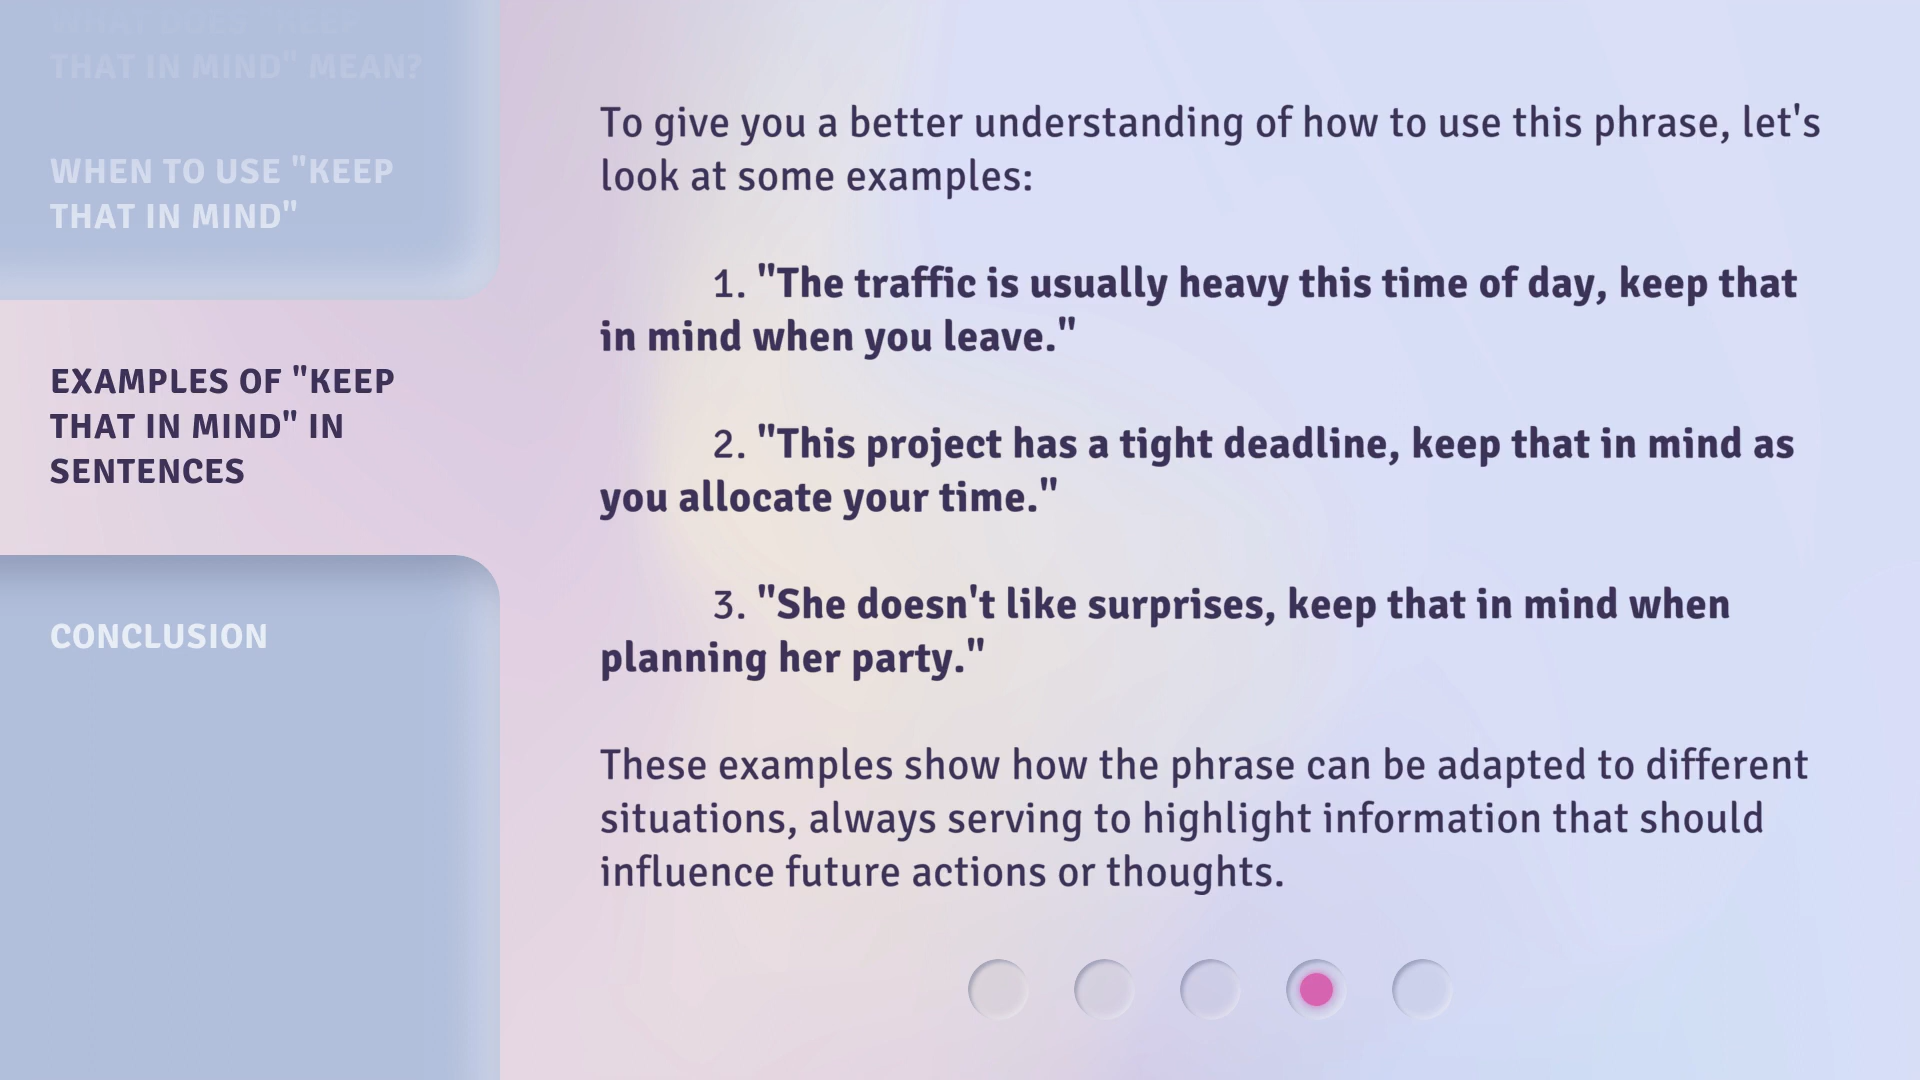 WHAT DOES "KEEP
THAT IN MIND" MEAN?
WHEN TO USE "KEEP
THAT IN MIND"
EXAMPLES OF "KEEP
THAT IN MIND" IN
SENTENCES
CONCLUSION
To give you a better understanding of how to use this phrase, let's
look at some examples:
1. "The traffic is usually heavy this time of day, keep that
in mind when you leave."
2. "This project has a tight deadline, keep that in mind as
you allocate your time."
3. "She doesn't like surprises, keep that in mind when
planning her party."
These examples show how the phrase can be adapted to different
situations, always serving to highlight information that should
influence future actions or thoughts.